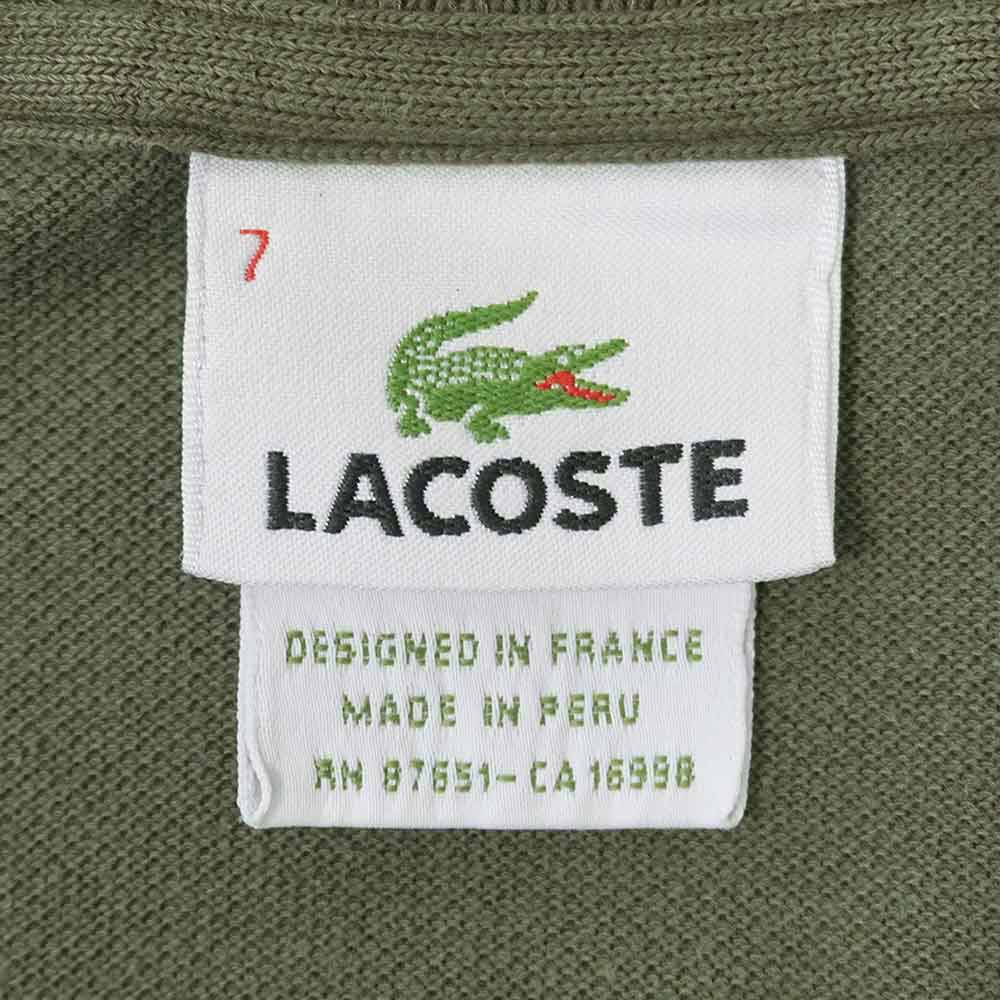 7
LACOSTE
DESIGNED IN FRANCE
MADE IN PERU
RN 87651-CA 16998